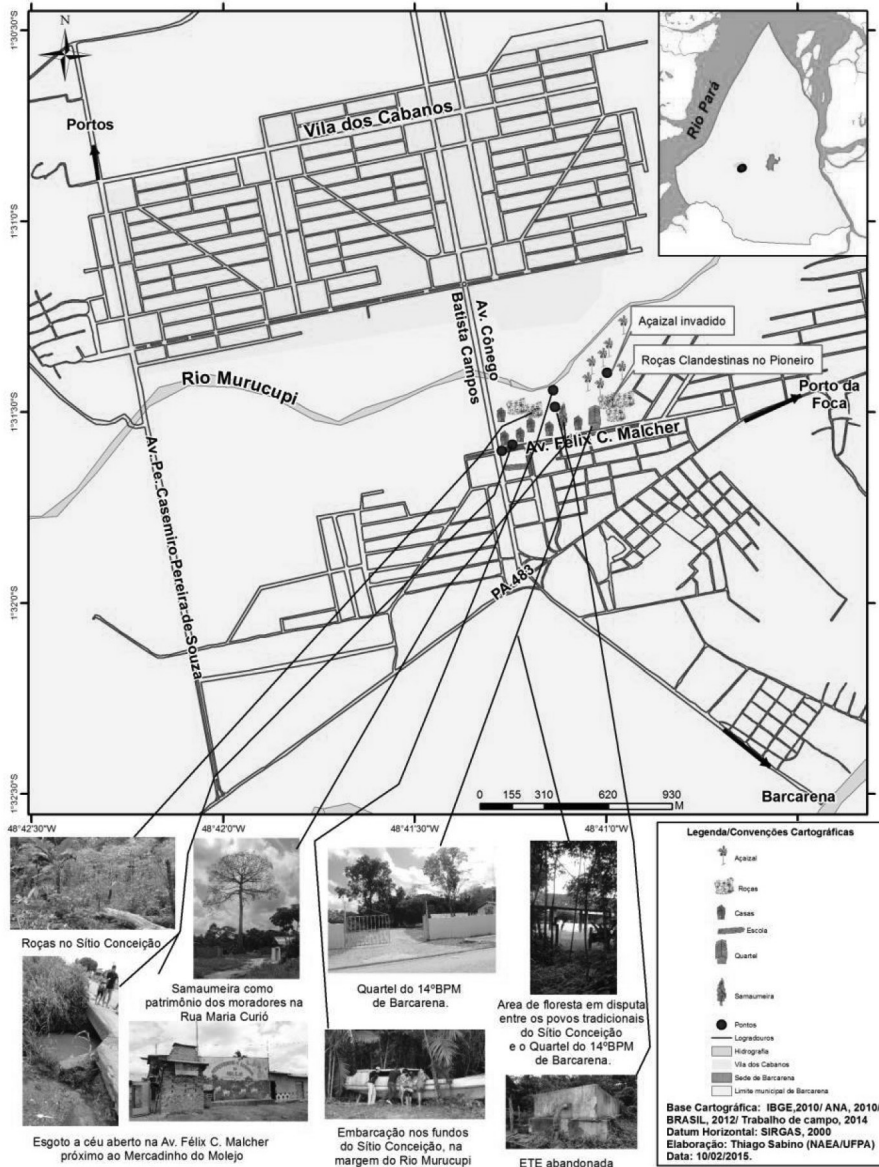 1°30'30"S
N
Portos
Vila dos Cabanos
Rio Pará
1°31'0"S
Av. Cônego
Batista Campos
Açaizal invadido
Roças Clandestinas no Pioneiro
Rio Murucupi
Porto da
Foca
1°31'30"S
Av. Félix C. Malcher
Av. Pe. Casemiro Pereira de Souza
PA 483
1°32'0"S
1°32'30"S
0 155 310 620 930
M
Barcarena
48°42'30"W
48°42'0"W
48°41'30"W
48°41'0"W
Roças no Sítio Conceição
Samaumeira como
patrimônio dos moradores na
Rua Maria Curió
Quartel do 14ºBPM
de Barcarena.
Area de floresta em disputa
entre os povos tradicionais
do Sítio Conceição
e o Quartel do 14ºBPM
de Barcarena.
Esgoto a céu aberto na Av. Félix C. Malcher
próximo ao Mercadinho do Molejo
Embarcação nos fundos
do Sítio Conceição, na
margem do Rio Murucupi
ETE abandonada
Legenda/Convenções Cartográficas
Açaizal
Roças
Casas
Escola
Quartel
Samaumeira
Pontos
Logradouros
Hidrografia
Vila dos Cabanos
Sede de Barcarena
Limite municipal de Barcarena
Base Cartográfica: IBGE,2010/ ANA, 2010/
BRASIL, 2012/ Trabalho de campo, 2014
Datum Horizontal: SIRGAS, 2000
Elaboração: Thiago Sabino (NAEA/UFPA)
Data: 10/02/2015.